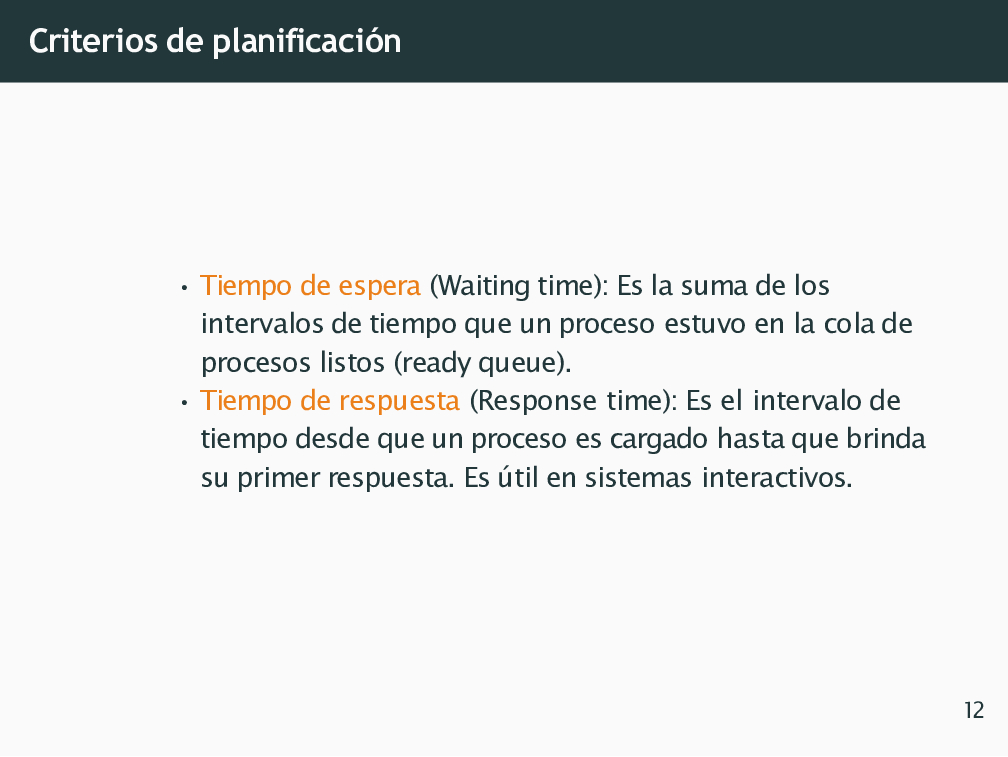 Criterios de planificación
• Tiempo de espera (Waiting time): Es la suma de los
intervalos de tiempo que un proceso estuvo en la cola de
procesos listos (ready queue).
• Tiempo de respuesta (Response time): Es el intervalo de
tiempo desde que un proceso es cargado hasta que brinda
su primer respuesta. Es útil en sistemas interactivos.
12